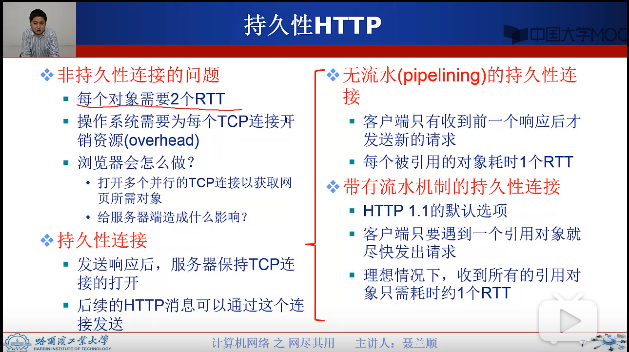 持久性HTTP
中国大学MOOC
非持久性连接的问题
每个对象需要2个RTT
操作系统需要为每个TCP连接开
销资源(overhead)
浏览器会怎么做？
打开多个并行的TCP连接以获取网
页所需对象
给服务器端造成什么影响？
持久性连接
发送响应后，服务器保持TCP连
接的打开
后续的HTTP消息可以通过这个连
接发送
无流水(pipelining)的持久性连
接
客户端只有收到前一个响应后才
发送新的请求
每个被引用的对象耗时1个RTT
带有流水机制的持久性连接
HTTP 1.1的默认选项
客户端只要遇到一个引用对象就
尽快发出请求
理想情况下，收到所有的引用对
象只需耗时约1个RTT
哈尔滨工业大学
HARBIN INSTITUTE OF TECHNOLOGY
计算机网络 之 网尽其用
主讲人：聂兰顺